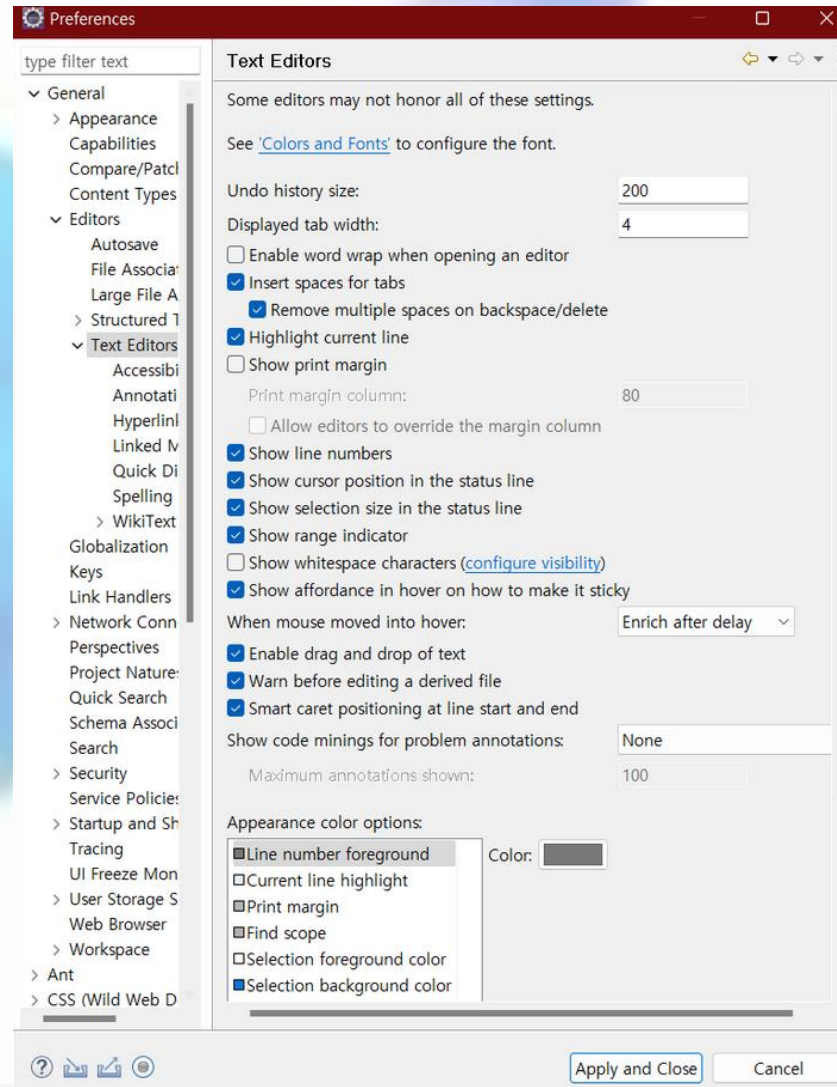 Preferences
type filter text
General
Appearance
Capabilities
Compare/Patch
Content Types
Editors
Autosave
File Associat
Large File A
Structured T
Text Editors
Accessibi
Annotati
Hyperlink
Linked M
Quick Di
Spelling
WikiText
Globalization
Keys
Link Handlers
Network Conn
Perspectives
Project Natures
Quick Search
Schema Associ
Search
Security
Service Policies
Startup and Sh
Tracing
UI Freeze Mon
User Storage S
Web Browser
Workspace
Ant
CSS (Wild Web D
Text Editors
Some editors may not honor all of these settings.
See 'Colors and Fonts' to configure the font.
Undo history size: 200
Displayed tab width: 4
Enable word wrap when opening an editor
Insert spaces for tabs
Remove multiple spaces on backspace/delete
Highlight current line
Show print margin
Print margin column: 80
Allow editors to override the margin column
Show line numbers
Show cursor position in the status line
Show selection size in the status line
Show range indicator
Show whitespace characters (configure visibility)
Show affordance in hover on how to make it sticky
When mouse moved into hover: Enrich after delay
Enable drag and drop of text
Warn before editing a derived file
Smart caret positioning at line start and end
Show code minings for problem annotations: None
Maximum annotations shown: 100
Appearance color options:
Line number foreground Color:
Current line highlight
Print margin
Find scope
Selection foreground color
Selection background color
Apply and Close Cancel